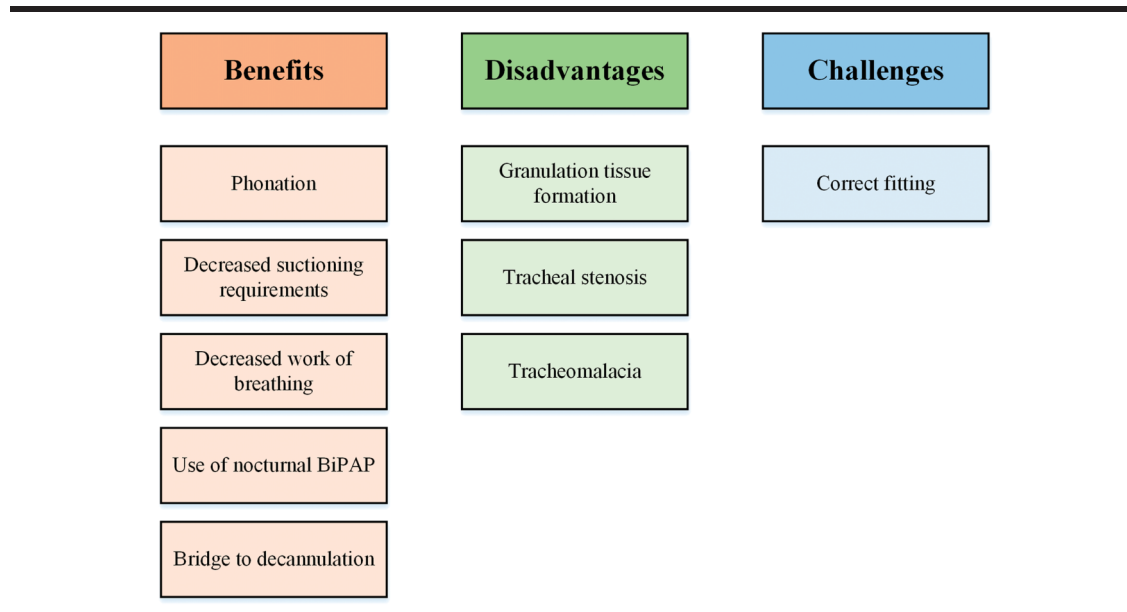 Benefits
Disadvantages
Challenges
Phonation
Granulation tissue
formation
Correct fitting
Decreased suctioning
requirements
Tracheal stenosis
Decreased work of
breathing
Tracheomalacia
Use of nocturnal BiPAP
Bridge to decannulation